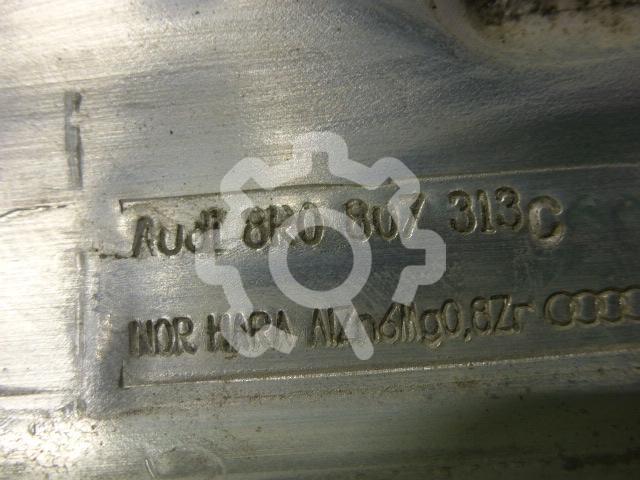 Audi 8R0 807 313C
NOR KARA AlZn6Mg0,8Zr